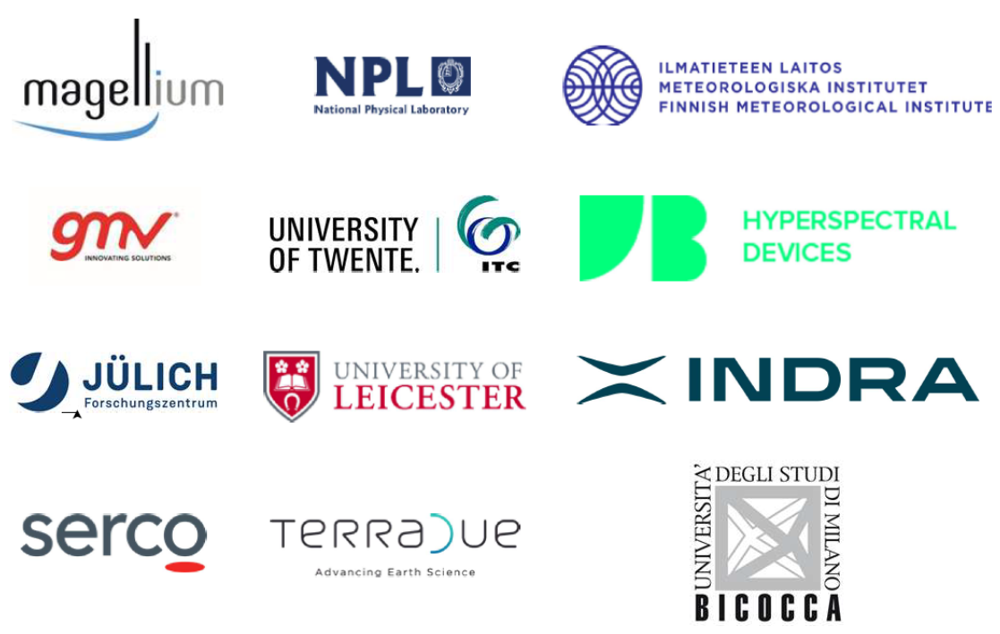 magellium
NPL
National Physical Laboratory
ILMATIETEEN LAITOS
METEOROLOGISKA INSTITUTET
FINNISH METEOROLOGICAL INSTITUTE
gmv®
INNOVATING SOLUTIONS
UNIVERSITY
OF TWENTE.
ITC
JB
HYPERSPECTRAL
DEVICES
JÜLICH
Forschungszentrum
UNIVERSITY OF
LEICESTER
INDRA
serco
TERRADUE
Advancing Earth Science
UNIVERSITA’ DEGLI STUDI DI MILANO
BICOCCA